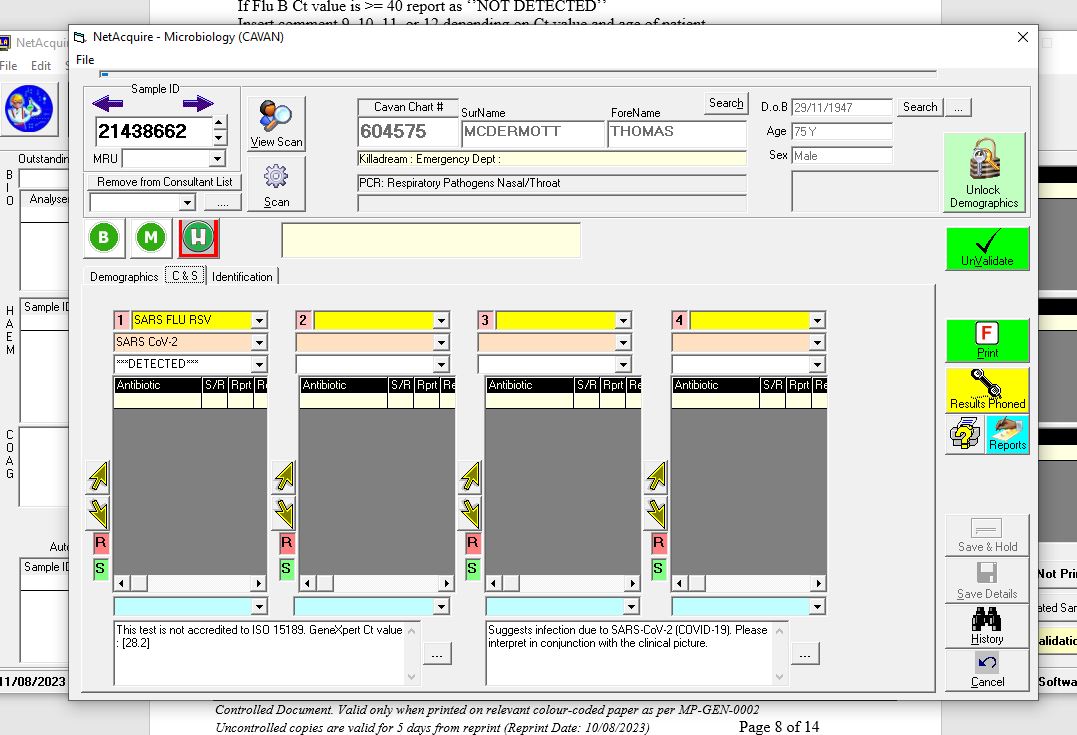 If Flu B Ct value is >= 40 report as ‘’NOT DETECTED’’
Insert comment 9, 10, 11, or 12 depending on Ct value and age of patient
NetAcqui
File Edit
NetAcquire - Microbiology (CAVAN)
File
Sample ID
21438662
MRU
Remove from Consultant List
....
View Scan
Scan
Cavan Chart #
SurName
ForeName
Search
604575
MCDERMOTT
THOMAS
Killadream : Emergency Dept :
PCR: Respiratory Pathogens Nasal/Throat
D.o.B 29/11/1947 Search ...
Age 75 Y
Sex Male
Unlock
Demographics
B M H
UnValidate
Demographics C & S Identification
1 SARS FLU RSV
SARS CoV-2
***DETECTED***
Antibiotic S/R Rprt Re
R
S
2
Antibiotic S/R Rprt Re
R
S
3
Antibiotic S/R Rprt Re
R
S
4
Antibiotic S/R Rprt Re
R
S
This test is not accredited to ISO 15189. GeneXpert Ct value
: [28.2]
...
Suggests infection due to SARS-CoV-2 (COVID-19). Please
interpret in conjunction with the clinical picture.
...
F
Print
Results Phoned
Reports
Save & Hold
Save Details
History
Cancel
Outstandin
BIO
Analyse
HAEM
Sample ID
COAG
Auto
Sample ID
11/08/2023
Not Prin
ated Sar
alidatio
Softwa
Controlled Document. Valid only when printed on relevant colour-coded paper as per MP-GEN-0002
Uncontrolled copies are valid for 5 days from reprint (Reprint Date: 10/08/2023) Page 8 of 14